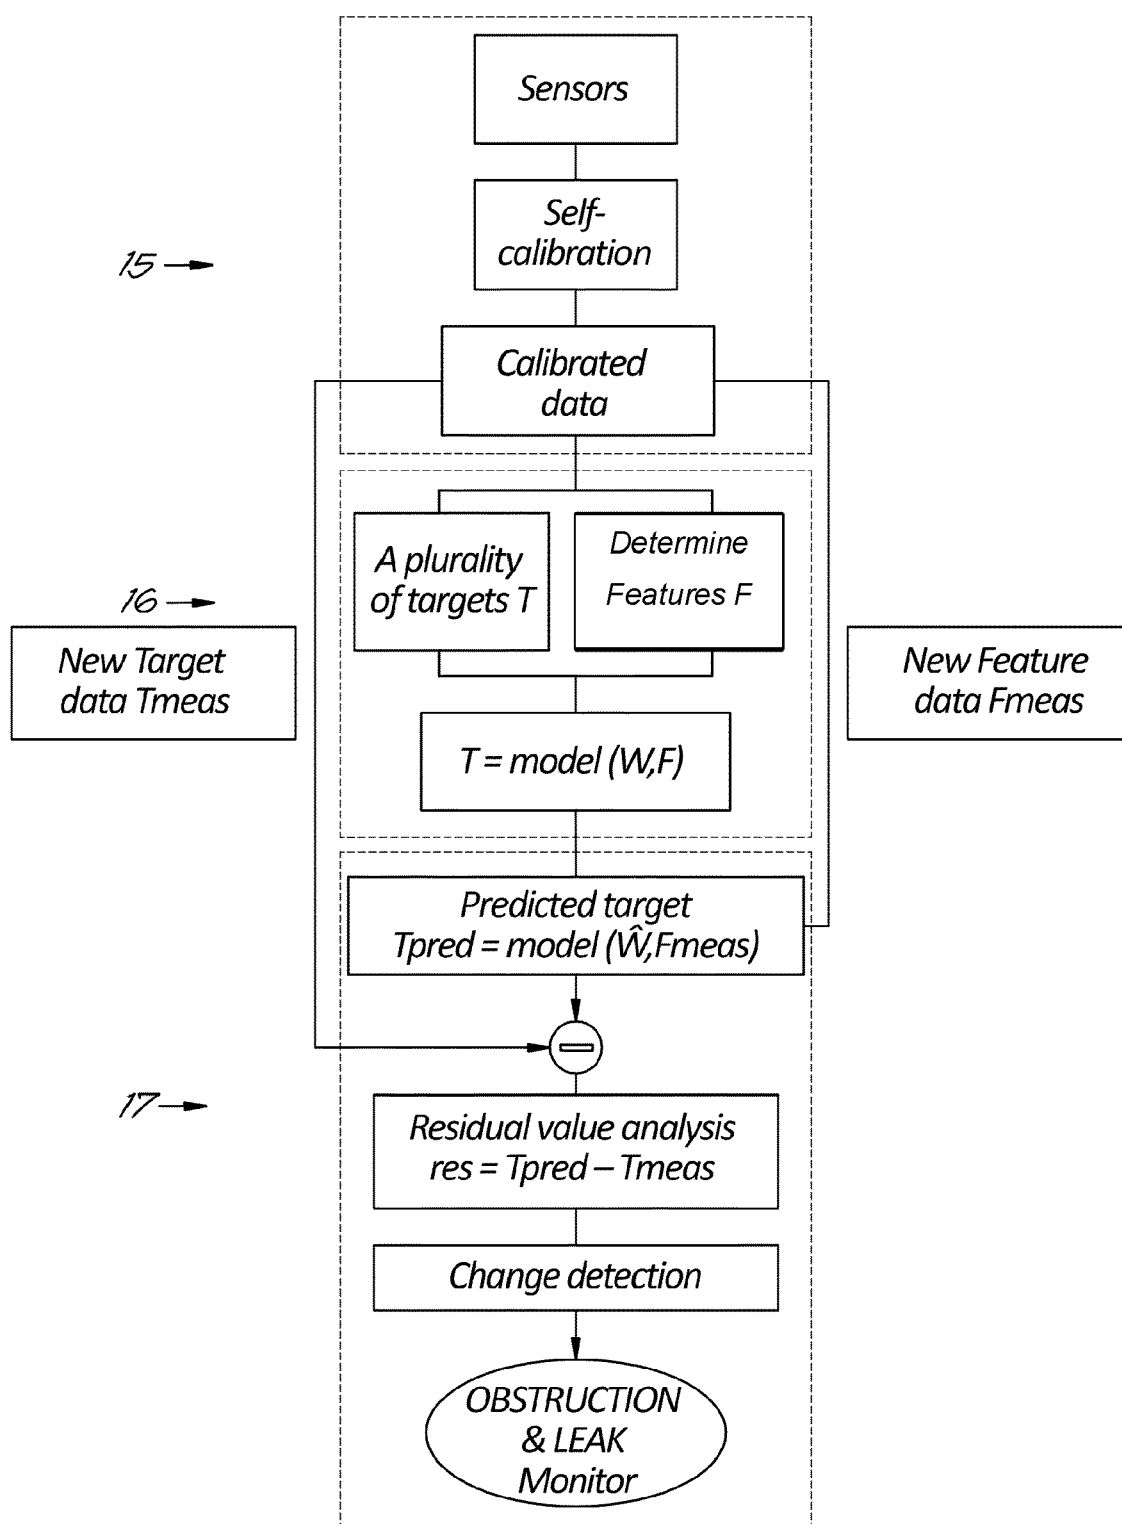 Sensors
Self-
calibration
15
Calibrated
data
A plurality
of targets T
Determine
Features F
16
New Target
data Tmeas
New Feature
data Fmeas
T = model (W,F)
Predicted target
Tpred = model (Ŵ,Fmeas)
17
Residual value analysis
res = Tpred – Tmeas
Change detection
OBSTRUCTION
& LEAK
Monitor